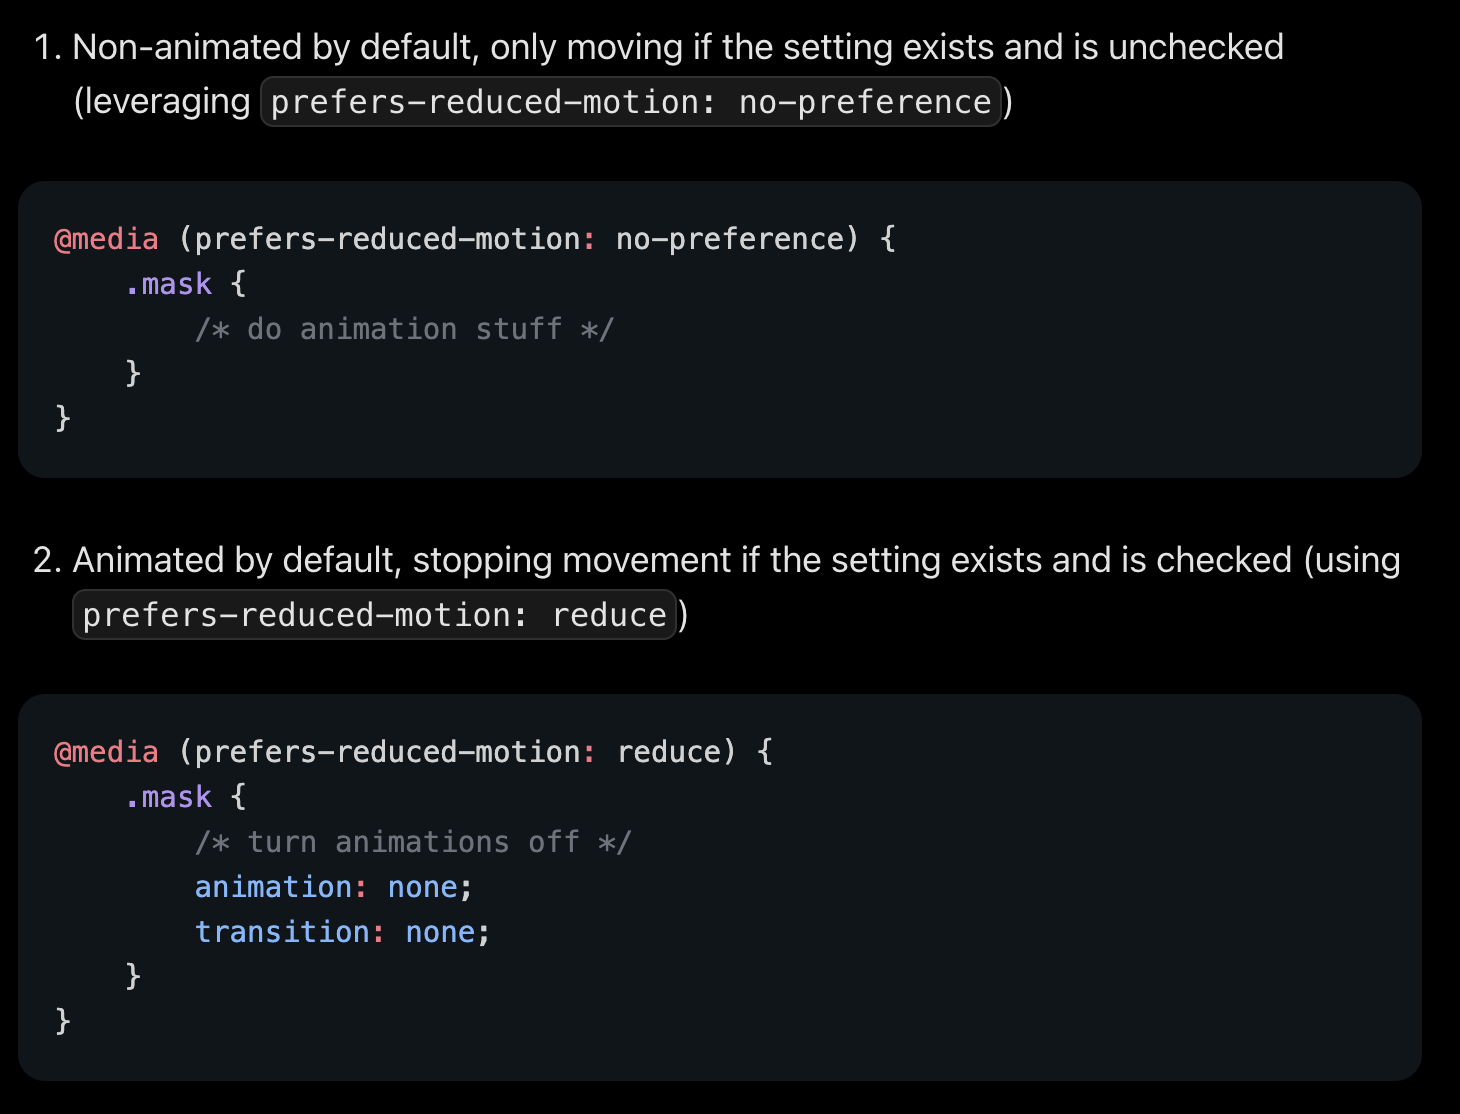 1. Non-animated by default, only moving if the setting exists and is unchecked
(leveraging prefers-reduced-motion: no-preference)
@media (prefers-reduced-motion: no-preference) {
    .mask {
        /* do animation stuff */
    }
}
2. Animated by default, stopping movement if the setting exists and is checked (using
prefers-reduced-motion: reduce)
@media (prefers-reduced-motion: reduce) {
    .mask {
        /* turn animations off */
        animation: none;
        transition: none;
    }
}